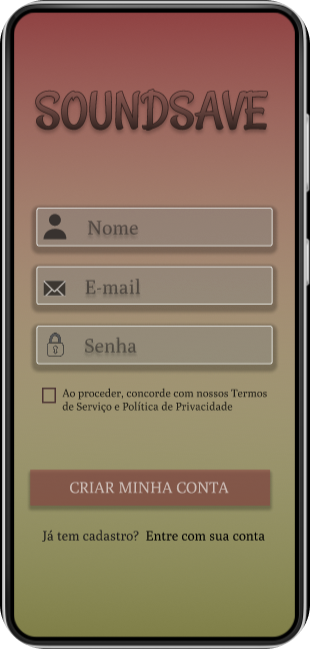 SOUNDSAVE
Nome
E-mail
Senha
Ao proceder, concorde com nossos Termos
de Serviço e Política de Privacidade
CRIAR MINHA CONTA
Já tem cadastro? Entre com sua conta